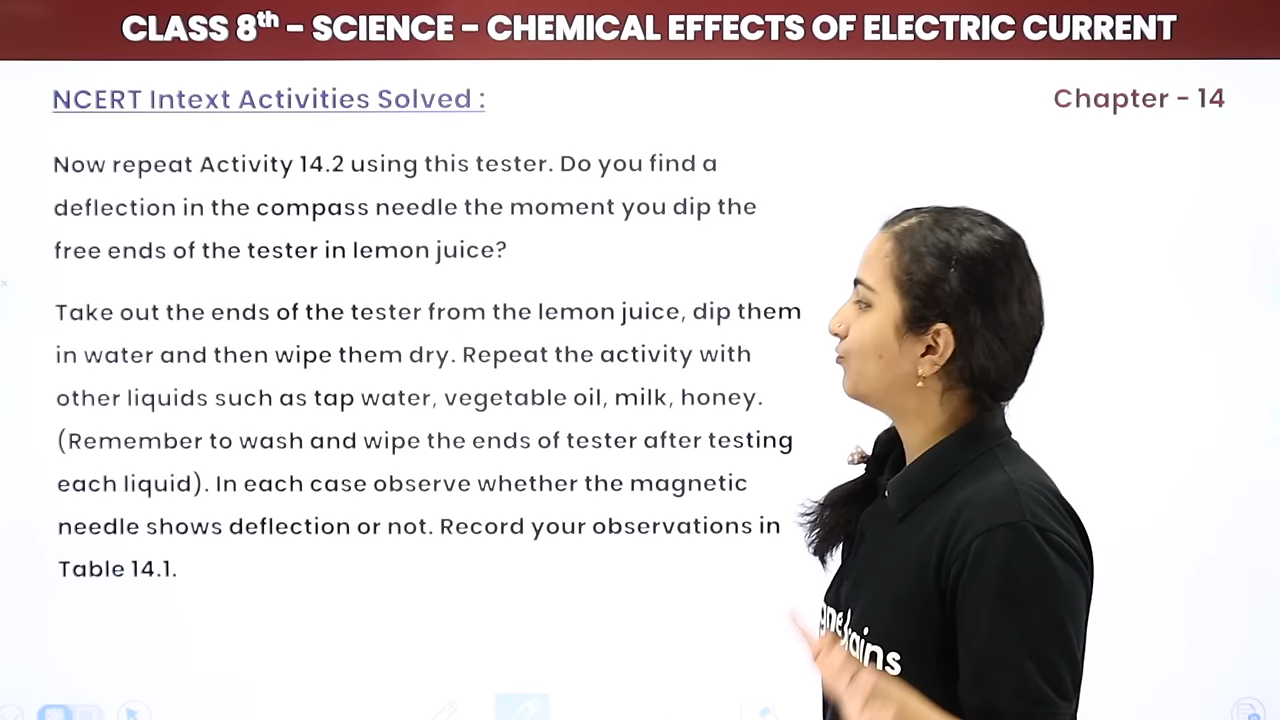 CLASS 8th - SCIENCE - CHEMICAL EFFECTS OF ELECTRIC CURRENT
NCERT Intext Activities Solved :
Chapter - 14
Now repeat Activity 14.2 using this tester. Do you find a
deflection in the compass needle the moment you dip the
free ends of the tester in lemon juice?
Take out the ends of the tester from the lemon juice, dip them
in water and then wipe them dry. Repeat the activity with
other liquids such as tap water, vegetable oil, milk, honey.
(Remember to wash and wipe the ends of tester after testing
each liquid). In each case observe whether the magnetic
needle shows deflection or not. Record your observations in
Table 14.1.